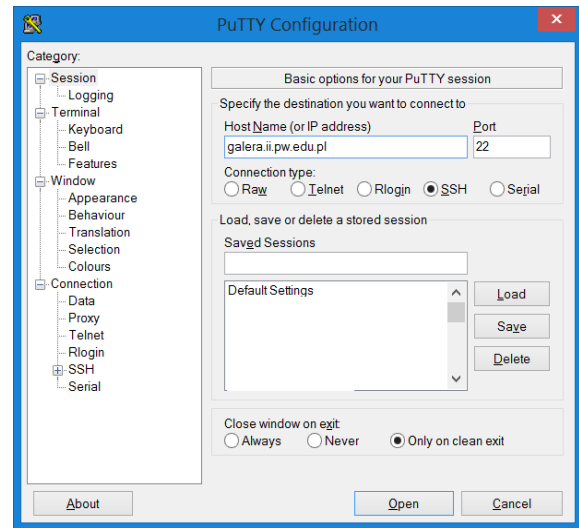 PuTTY Configuration
Category:
Session
Logging
Terminal
Keyboard
Bell
Features
Window
Appearance
Behaviour
Translation
Selection
Colours
Connection
Data
Proxy
Telnet
Rlogin
SSH
Serial
Basic options for your PuTTY session
Specify the destination you want to connect to
Host Name (or IP address) Port
galera.ii.pw.edu.pl 22
Connection type:
Raw Telnet Rlogin SSH Serial
Load, save or delete a stored session
Saved Sessions
Default Settings
Load
Save
Delete
Close window on exit:
Always Never Only on clean exit
About Open Cancel